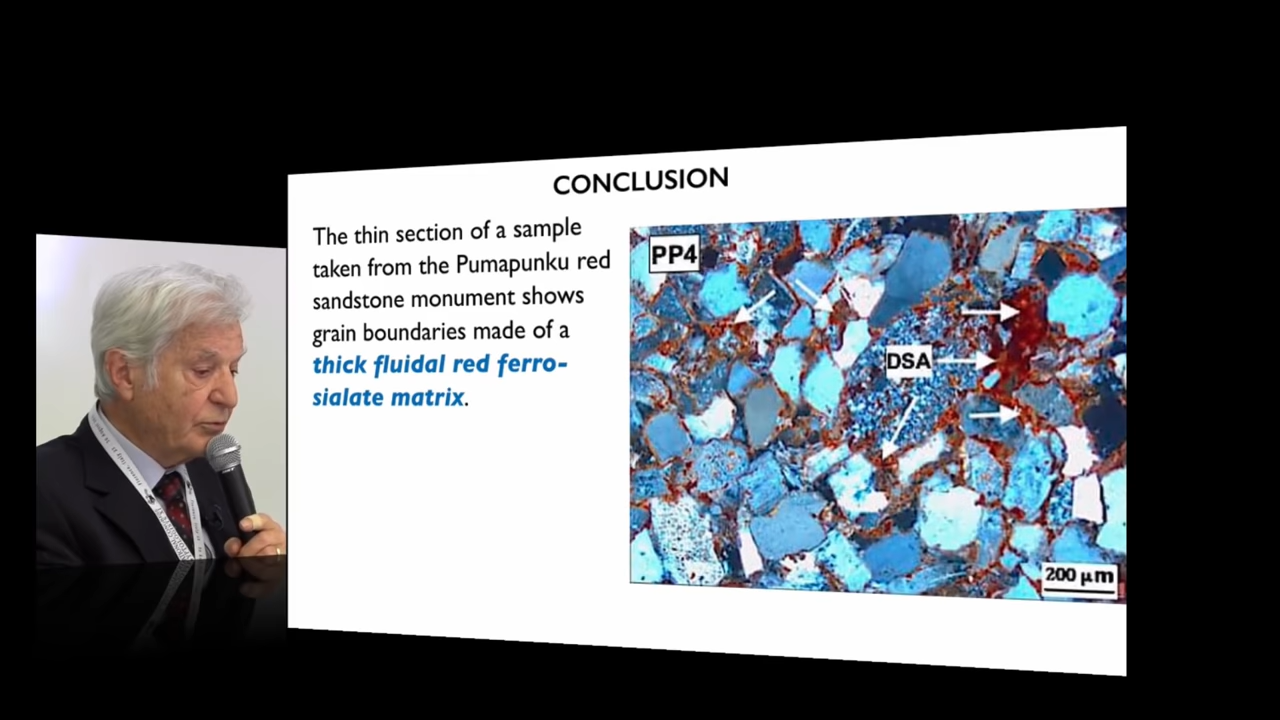 CONCLUSION
The thin section of a sample
taken from the Pumapunku red
sandstone monument shows
grain boundaries made of a
thick fluidal red ferro-
sialate matrix.
PP4
DSA
200 µm